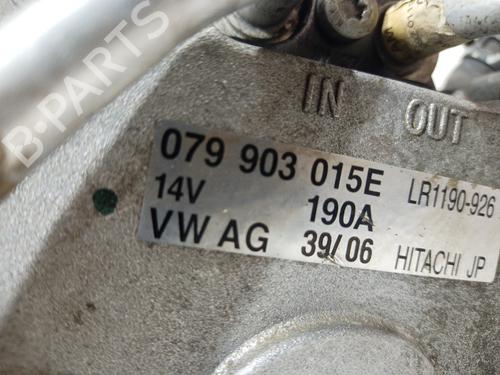 B-PARTS
IN OUT
079 903 015E LR1190-926
14V 190A
VW AG 39/06 HITACHI JP